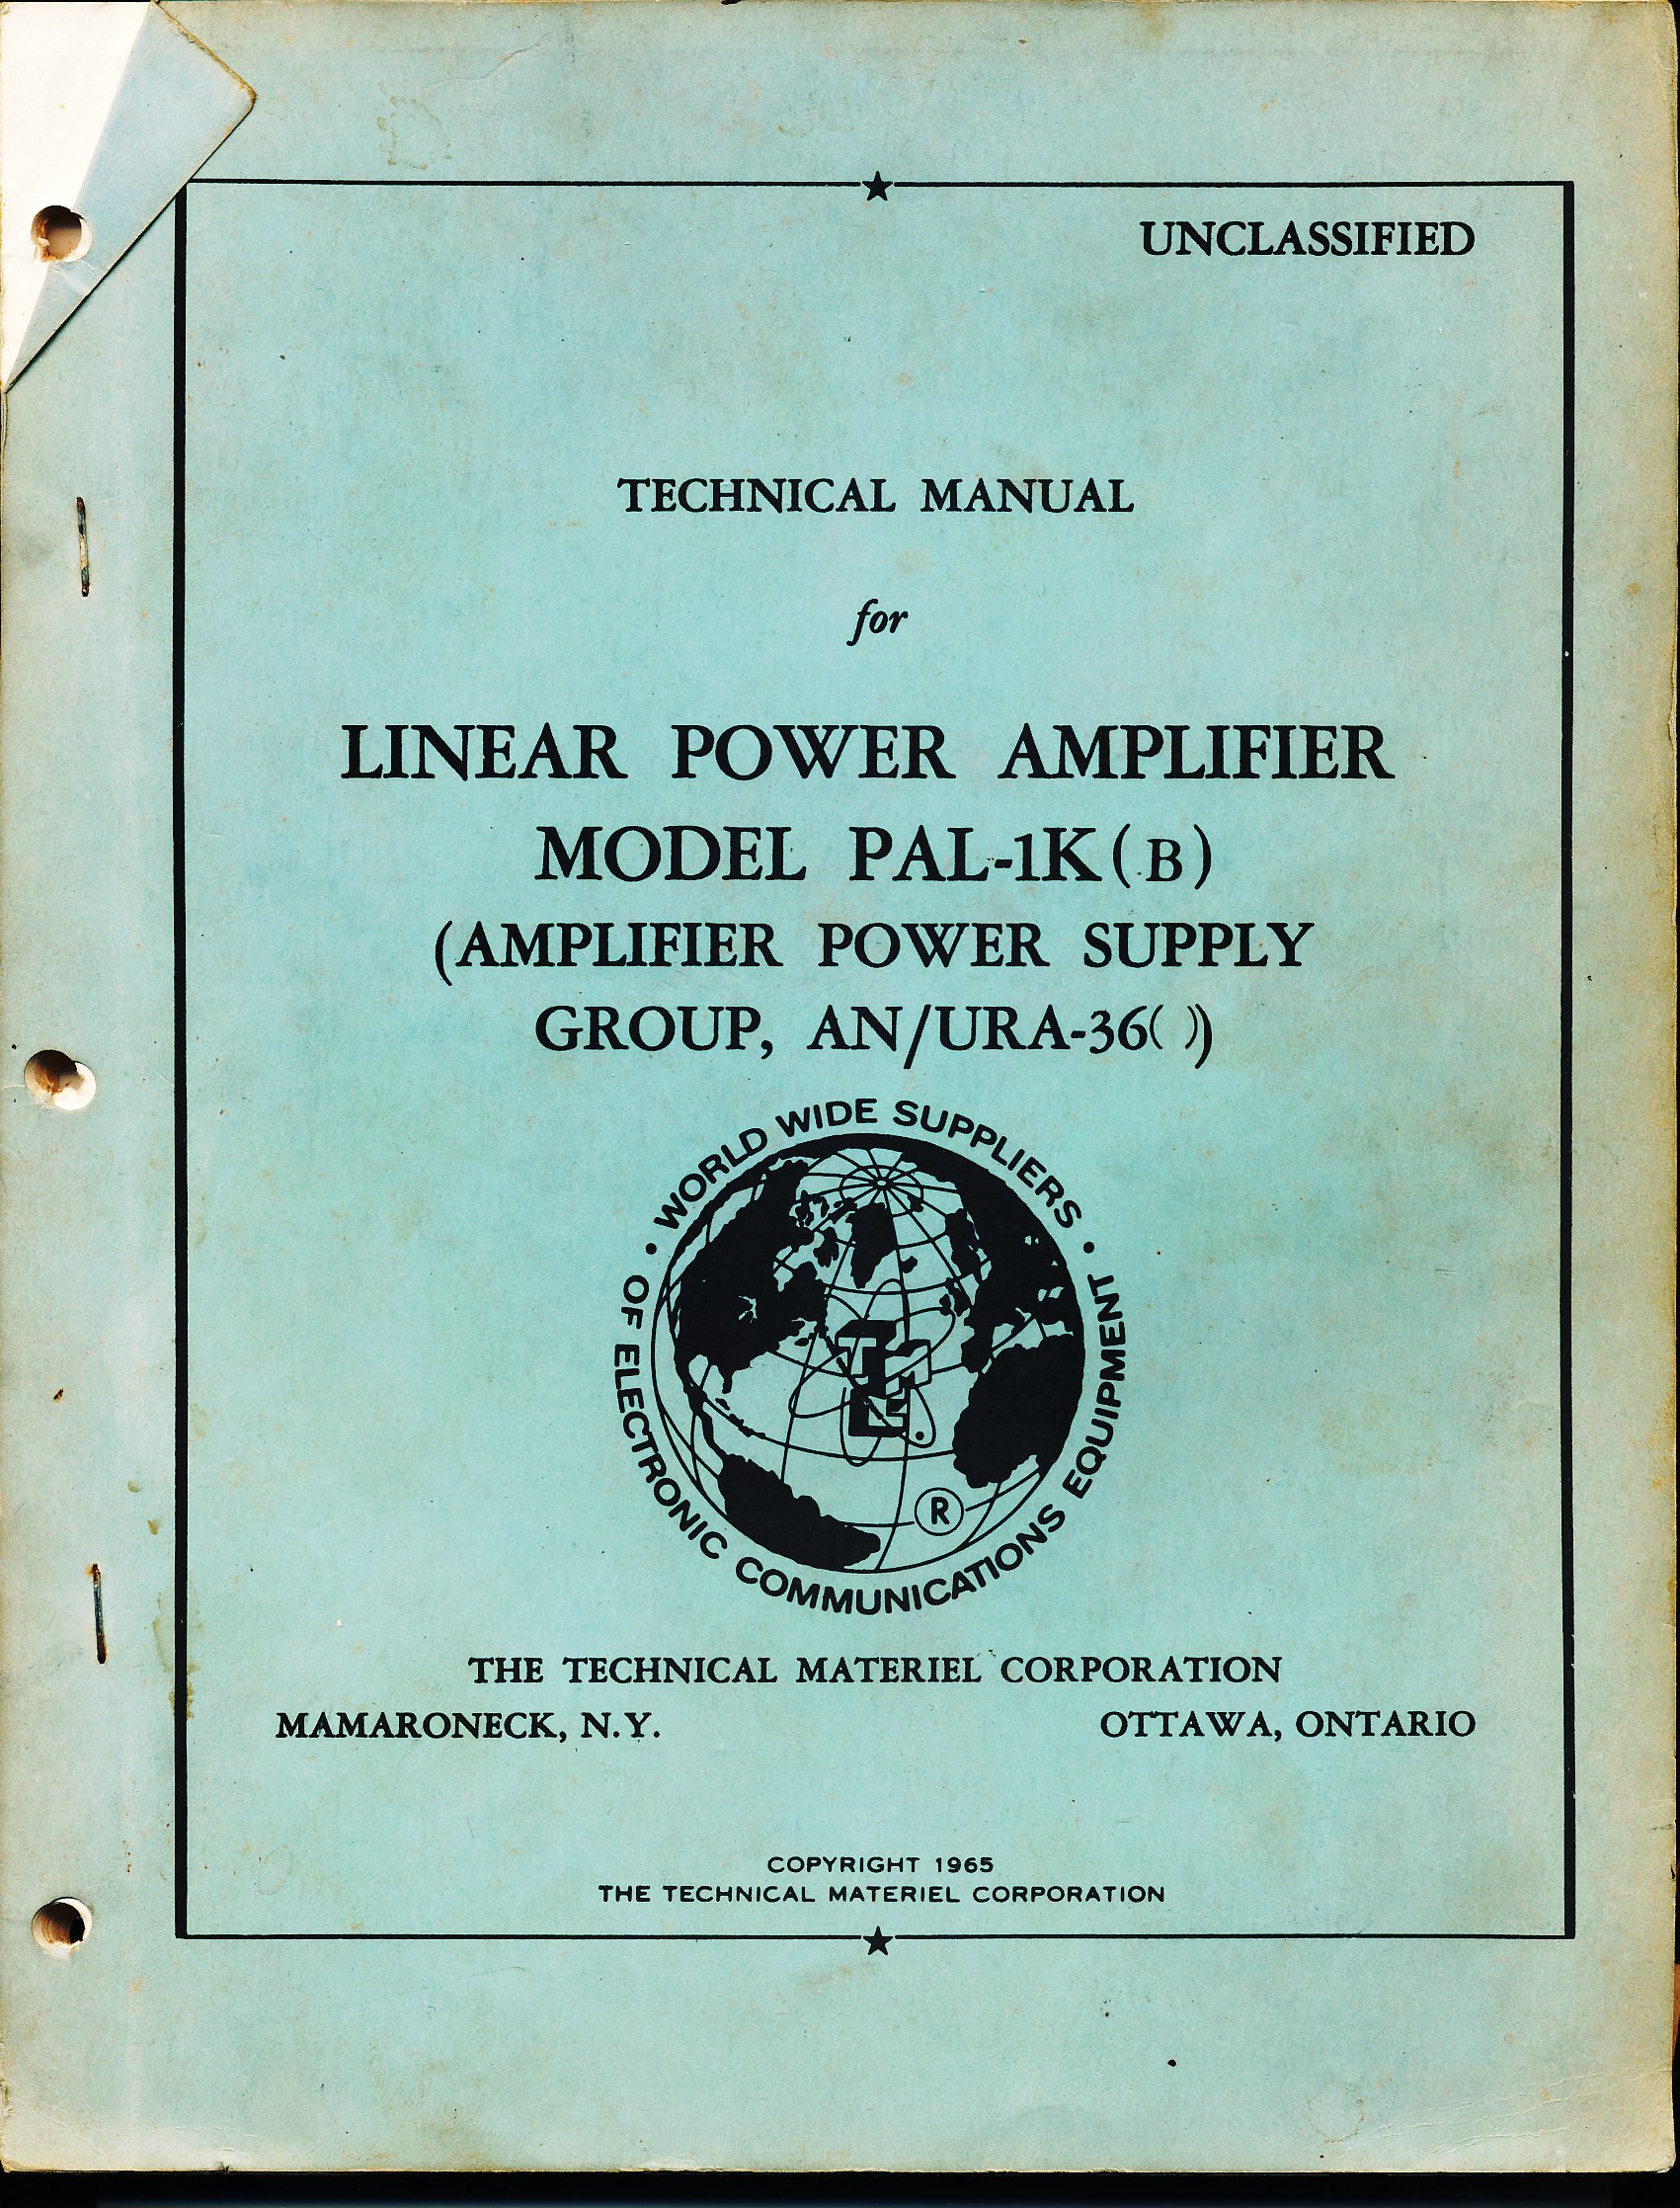 UNCLASSIFIED
TECHNICAL MANUAL
for
LINEAR POWER AMPLIFIER
MODEL PAL-1K(B)
(AMPLIFIER POWER SUPPLY
GROUP, AN/URA-36( ))
• WORLD WIDE SUPPLIERS •
OF ELECTRONIC COMMUNICATIONS EQUIPMENT
TMC.
®
THE TECHNICAL MATERIEL CORPORATION
MAMARONECK, N.Y. OTTAWA, ONTARIO
COPYRIGHT 1965
THE TECHNICAL MATERIEL CORPORATION